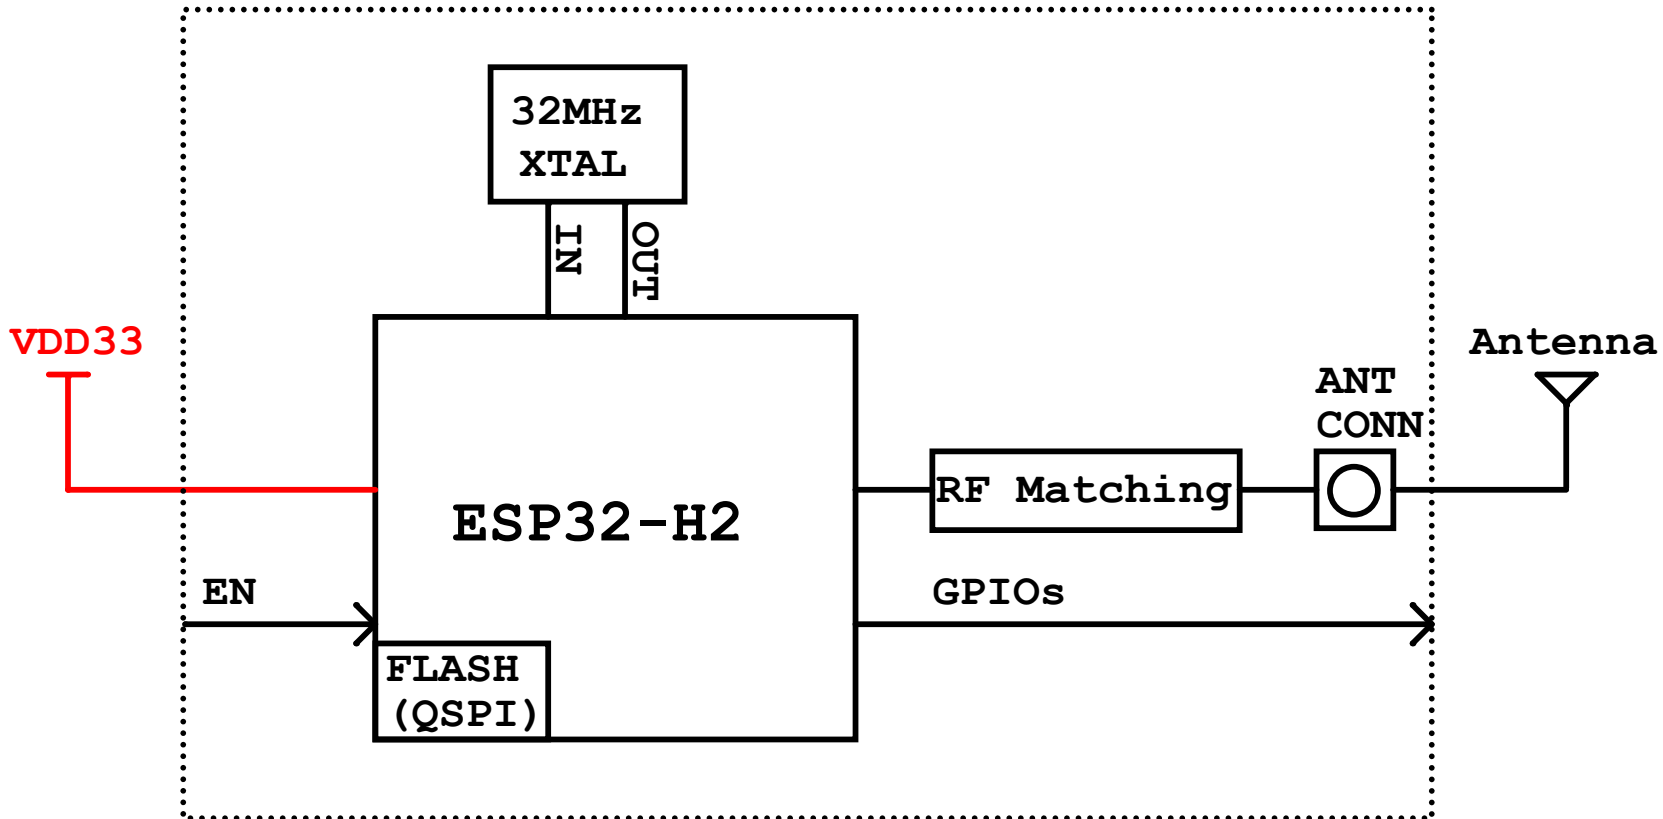 32MHz
XTAL
IN
OUT
VDD33
Antenna
ANT
CONN
RF Matching
ESP32-H2
EN
GPIOs
FLASH
(QSPI)